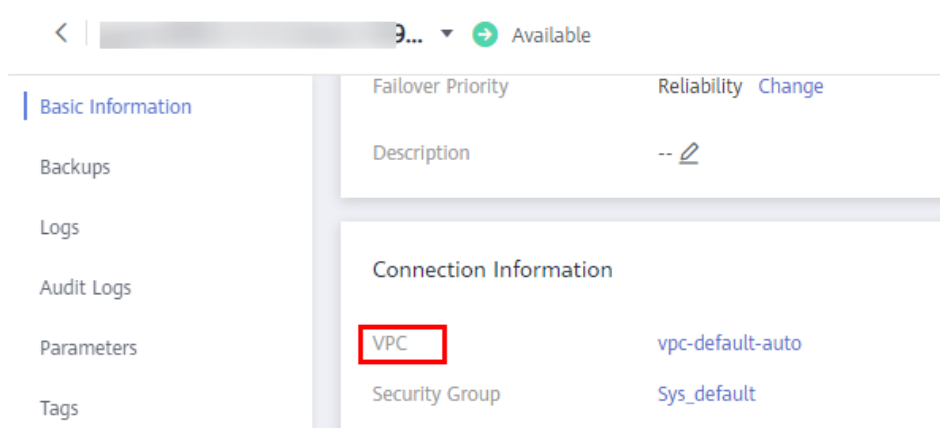 9... Available
Basic Information
Backups
Logs
Audit Logs
Parameters
Tags
Failover Priority Reliability Change
Description --
Connection Information
VPC vpc-default-auto
Security Group Sys_default